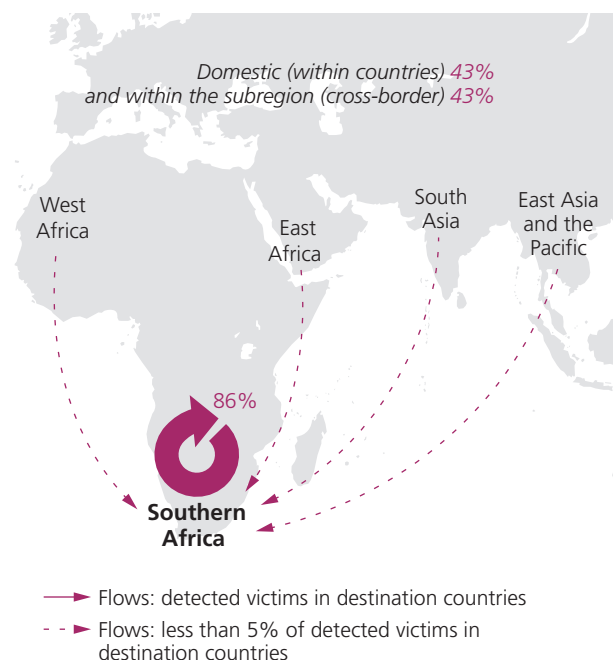 Domestic (within countries) 43%
and within the subregion (cross-border) 43%
West
Africa
East
Africa
South
Asia
East Asia
and the
Pacific
86%
Southern
Africa
Flows: detected victims in destination countries
Flows: less than 5% of detected victims in
destination countries